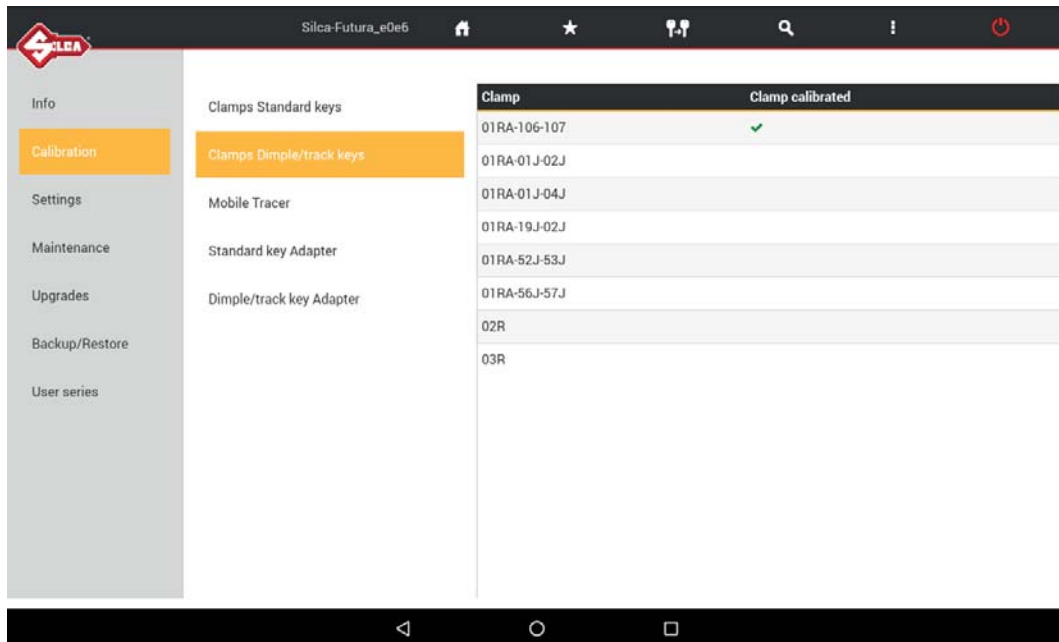 Silca-Futura_e0e6
SILCA
Info
Calibration
Settings
Maintenance
Upgrades
Backup/Restore
User series
Clamps Standard keys
Clamps Dimple/track keys
Mobile Tracer
Standard key Adapter
Dimple/track key Adapter
Clamp Clamp calibrated
01RA-106-107
01RA-01J-02J
01RA-01J-04J
01RA-19J-02J
01RA-52J-53J
01RA-56J-57J
02R
03R